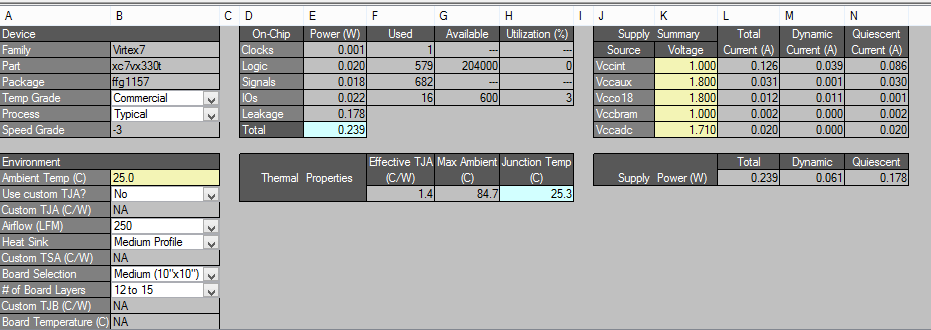 A B C D E F G H I J K L M N
Device On-Chip Power (W) Used Available Utilization (%) Supply Summary Total Dynamic Quiescent
Family Virtex7 Clocks 0.001 1 --- --- Source Voltage Current (A) Current (A) Current (A)
Part xc7vx330t Logic 0.020 579 204000 0 Vccint 1.000 0.126 0.039 0.086
Package ffg1157 Signals 0.018 682 --- --- Vccaux 1.800 0.031 0.001 0.030
Temp Grade Commercial IOs 0.022 16 600 3 Vcco18 1.800 0.012 0.011 0.001
Process Typical Leakage 0.178 Vccbram 1.000 0.002 0.000 0.002
Speed Grade -3 Total 0.239 Vccadc 1.710 0.020 0.000 0.020
Environment Effective TJA Max Ambient Junction Temp Total Dynamic Quiescent
Ambient Temp (C) 25.0 Thermal Properties (C/W) (C) (C) Supply Power (W) 0.239 0.061 0.178
Use custom TJA? No 1.4 84.7 25.3
Custom TJA (C/W) NA
Airflow (LFM) 250
Heat Sink Medium Profile
Custom TSA (C/W) NA
Board Selection Medium (10"x10")
# of Board Layers 12 to 15
Custom TJB (C/W) NA
Board Temperature (C) NA